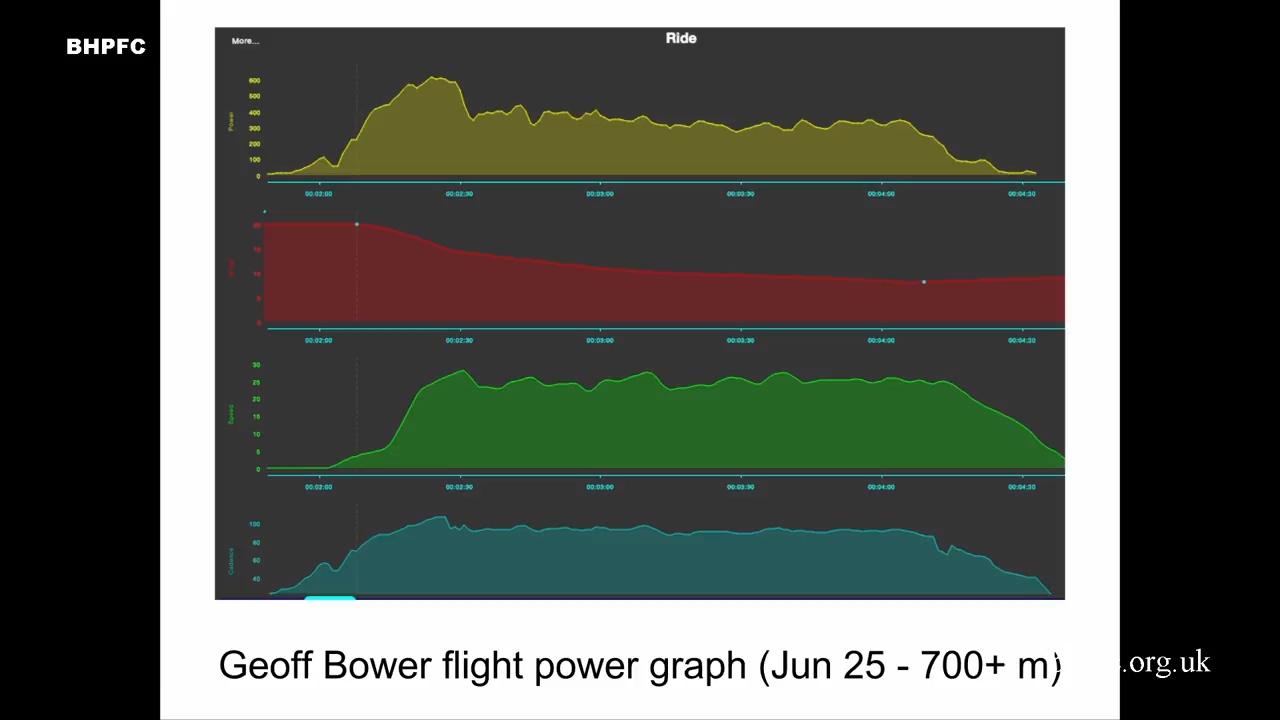 BHPFC
More...
Ride
Power
600
500
400
300
200
100
0
00:02:00 00:02:30 00:03:00 00:03:30 00:04:00 00:04:30
20
15
10
5
0
00:02:00 00:02:30 00:03:00 00:03:30 00:04:00 00:04:30
Speed
30
25
20
15
10
5
0
00:02:00 00:02:30 00:03:00 00:03:30 00:04:00 00:04:30
Cadence
100
80
60
40
Geoff Bower flight power graph (Jun 25 - 700+ m)
.org.uk